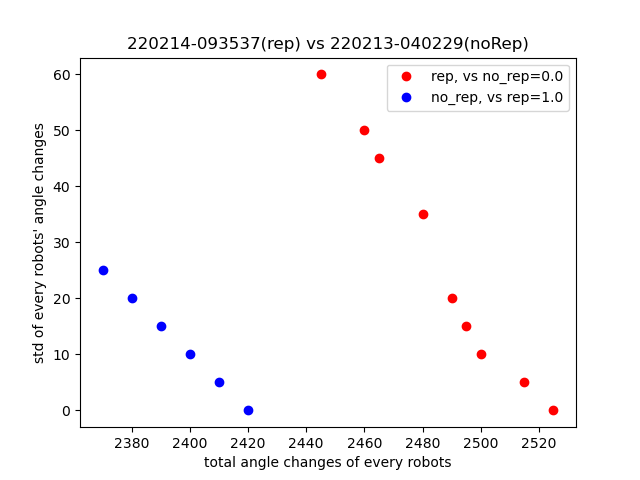 220214-093537(rep) vs 220213-040229(noRep)
rep, vs no_rep=0.0
no_rep, vs rep=1.0
60
50
40
30
20
10
0
std of every robots' angle changes
2380 2400 2420 2440 2460 2480 2500 2520
total angle changes of every robots